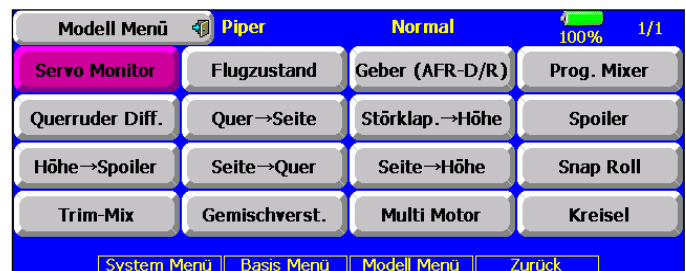 Modell Menü Piper Normal 100% 1/1
Servo Monitor Flugzustand Geber (AFR-D/R) Prog. Mixer
Querruder Diff. Quer→Seite Störklap.→Höhe Spoiler
Höhe→Spoiler Seite→Quer Seite→Höhe Snap Roll
Trim-Mix Gemischverst. Multi Motor Kreisel
System Menü Basis Menü Modell Menü Zurück